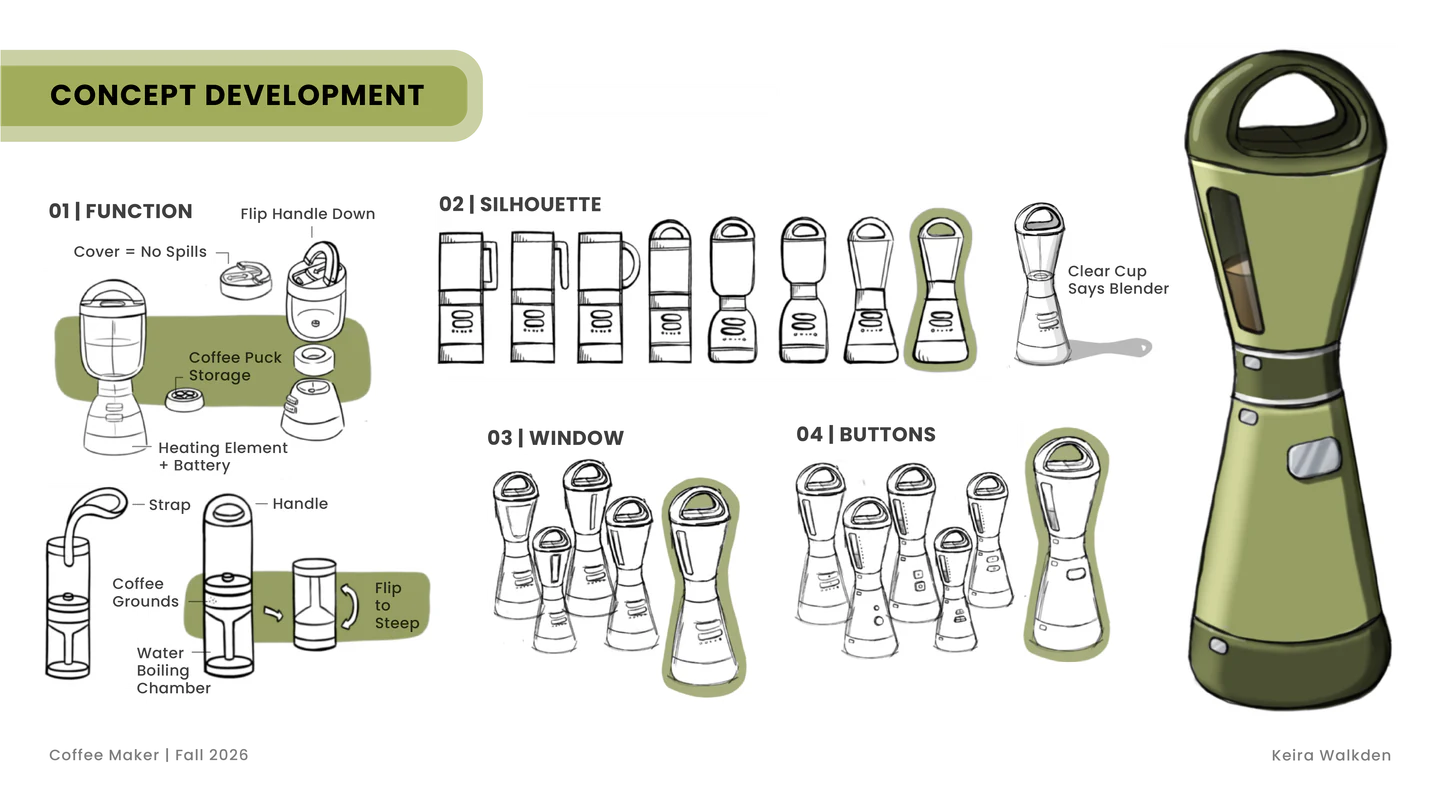 CONCEPT DEVELOPMENT
01 | FUNCTION
Flip Handle Down
Cover = No Spills
Coffee Puck
Storage
Heating Element
+ Battery
Strap
Handle
Coffee
Grounds
Flip
to
Steep
Water
Boiling
Chamber
02 | SILHOUETTE
Clear Cup
Says Blender
03 | WINDOW
04 | BUTTONS
Coffee Maker | Fall 2026
Keira Walkden